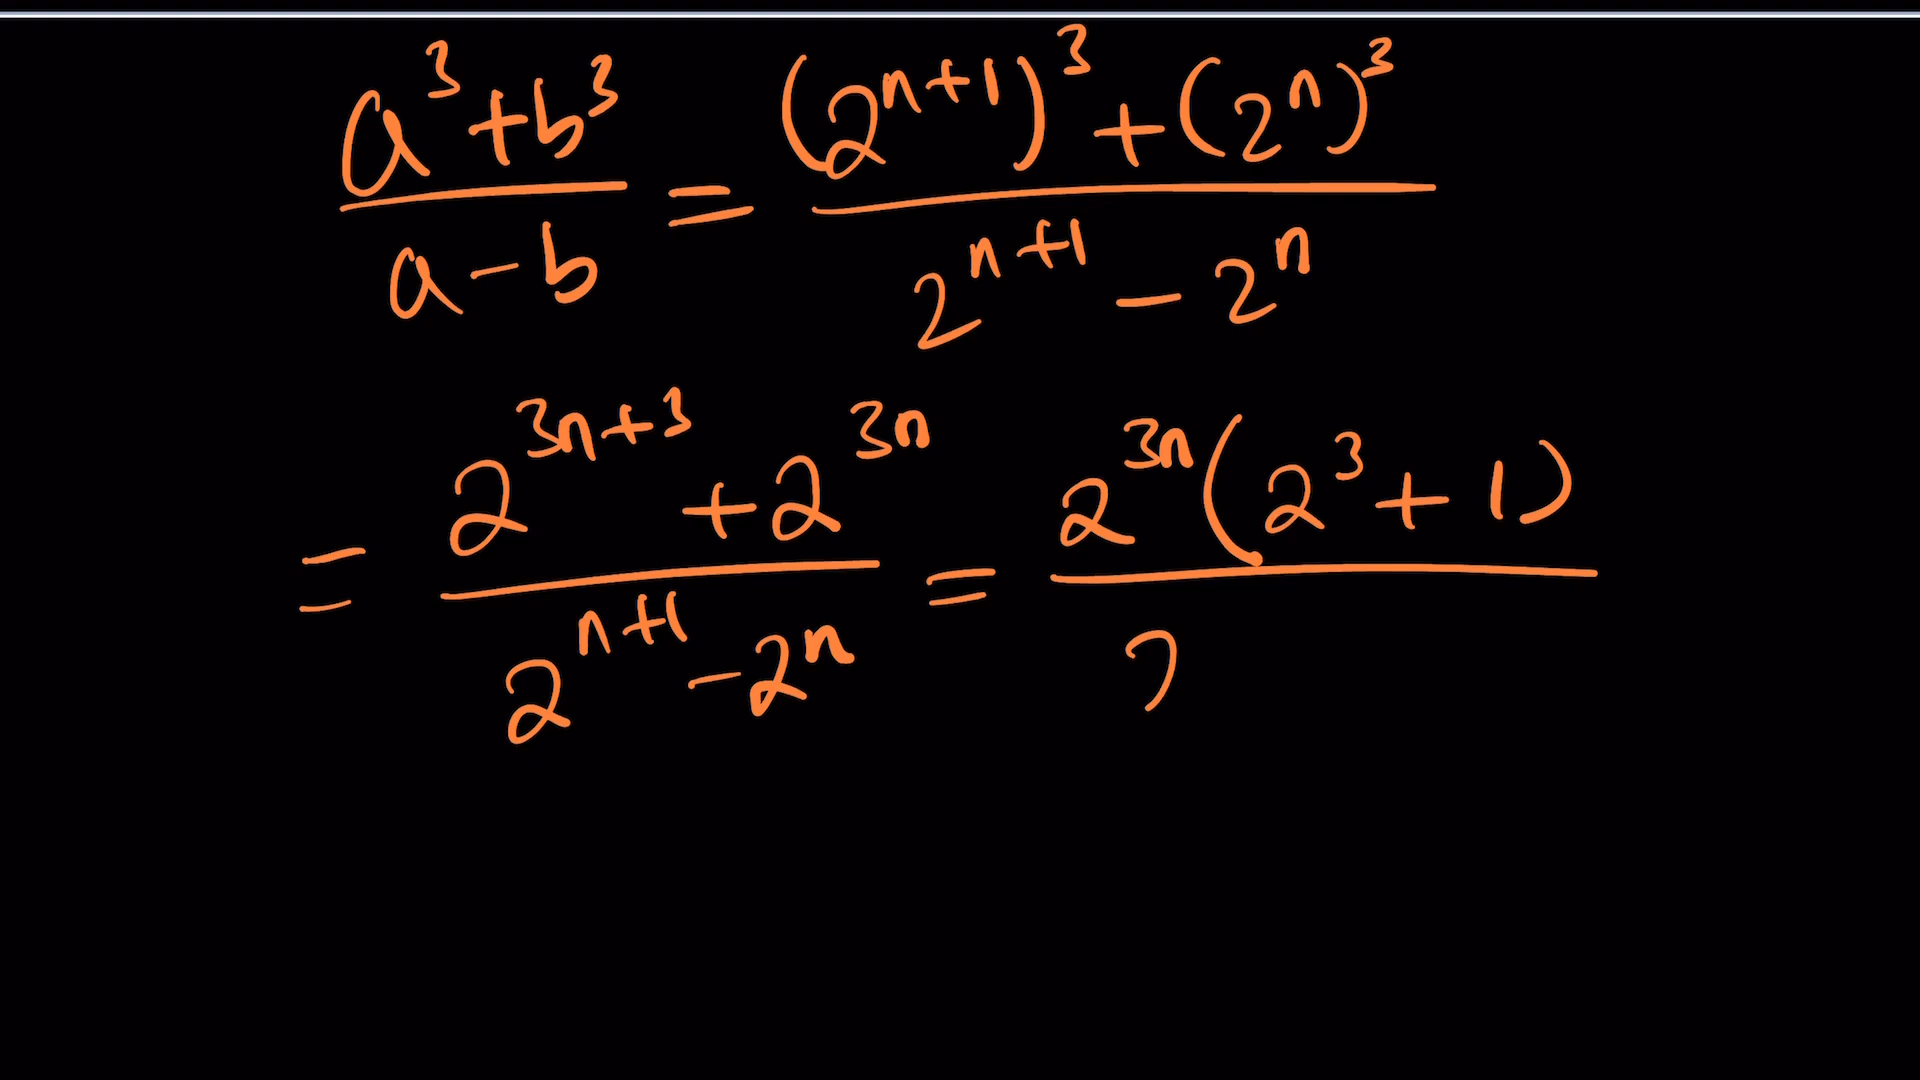 a³+b³ / a-b = (2ⁿ⁺¹)³ + (2ⁿ)³ / 2ⁿ⁺¹ - 2ⁿ
= 2³ⁿ⁺³ + 2³ⁿ / 2ⁿ⁺¹ - 2ⁿ = 2³ⁿ(2³ + 1) /